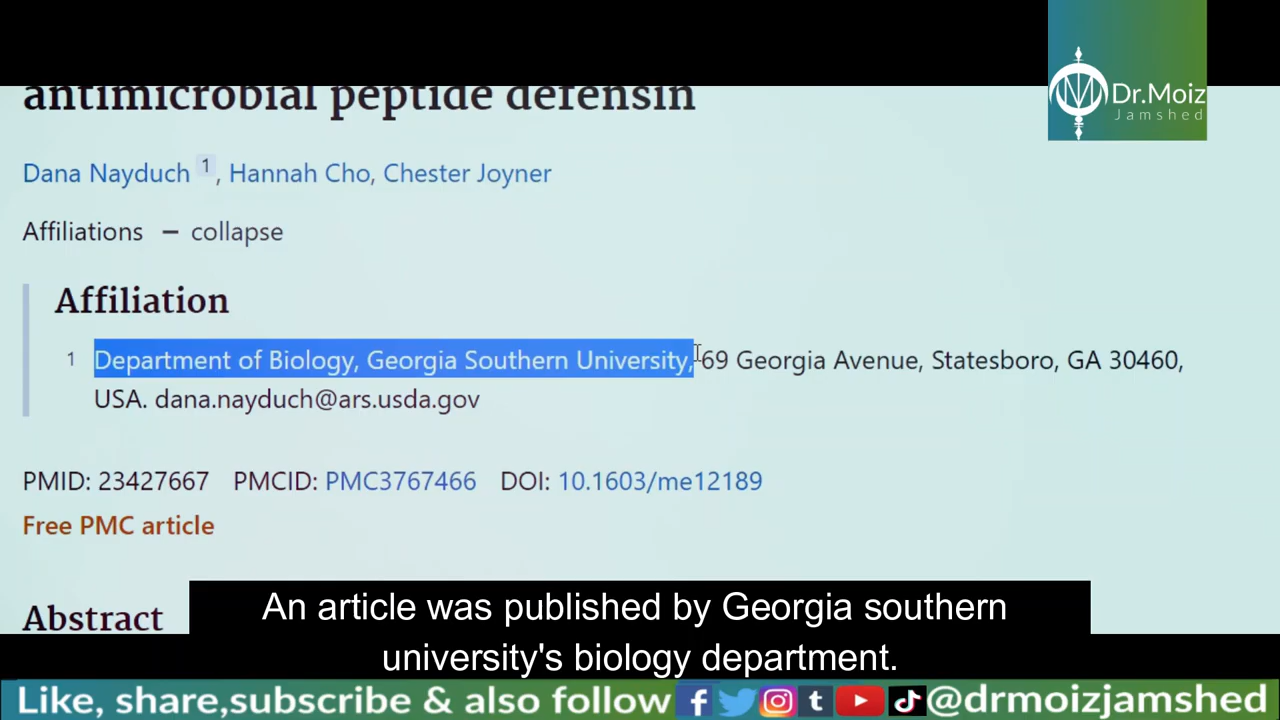 antimicrobial peptide defensin
Dr.Moiz
Jamshed
Dana Nayduch 1, Hannah Cho, Chester Joyner
Affiliations − collapse
Affiliation
1 Department of Biology, Georgia Southern University, 69 Georgia Avenue, Statesboro, GA 30460,
USA. dana.nayduch@ars.usda.gov
PMID: 23427667 PMCID: PMC3767466 DOI: 10.1603/me12189
Free PMC article
Abstract
An article was published by Georgia southern
university's biology department.
Like, share,subscribe & also follow @drmoizjamshed